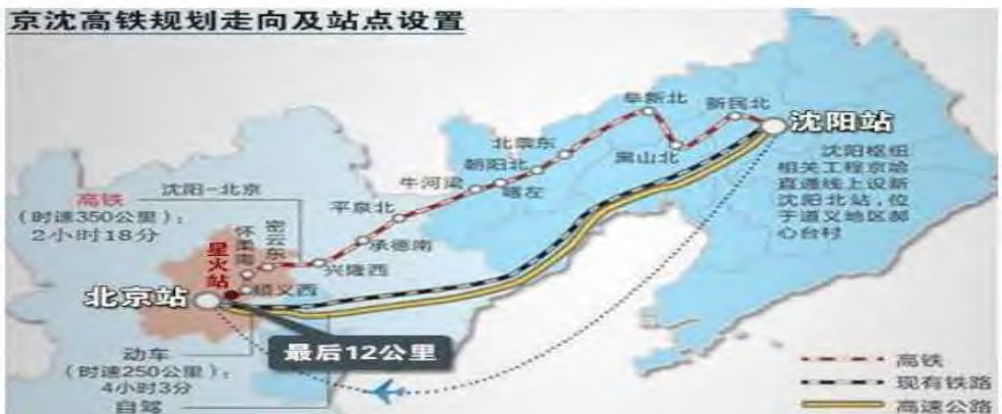 京沈高铁规划走向及站点设置
阜新北
新民北
沈阳站
北票东
黑山北
朝阳北
喀左
牛河梁
平泉北
承德南
兴隆西
密云东
怀柔南
顺义西
星火站
北京站
沈阳-北京
高铁
(时速350公里):
2小时18分
沈阳枢纽
相关工程京哈
直通线上设新
沈阳北站,位
于道义地区郝
心台村
最后12公里
动车
(时速250公里):
4小时3分
自驾
高铁
现有铁路
高速公路